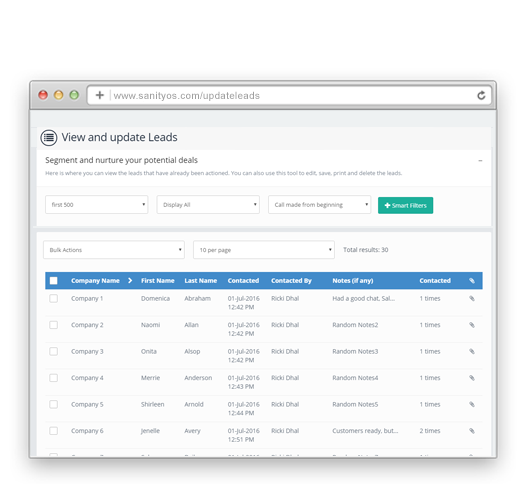 www.sanityos.com/updateleads
View and update Leads
Segment and nurture your potential deals
Here is where you can view the leads that have already been actioned. You can also use this tool to edit, save, print and delete the leads.
first 500 Display All Call made from beginning + Smart Filters
Bulk Actions 10 per page Total results: 30
Company Name First Name Last Name Contacted Contacted By Notes (if any) Contacted
Company 1 Domenica Abraham 01-Jul-2016 Ricki Dhal Had a good chat, Sal... 1 times
12:42 PM
Company 2 Naomi Allan 01-Jul-2016 Ricki Dhal Random Notes2 1 times
12:42 PM
Company 3 Onita Alsop 01-Jul-2016 Ricki Dhal Random Notes3 1 times
12:42 PM
Company 4 Merrie Anderson 01-Jul-2016 Ricki Dhal Random Notes4 1 times
12:43 PM
Company 5 Shirleen Arnold 01-Jul-2016 Ricki Dhal Random Notes5 1 times
12:44 PM
Company 6 Jenelle Avery 01-Jul-2016 Ricki Dhal Customers ready, but... 2 times
12:51 PM